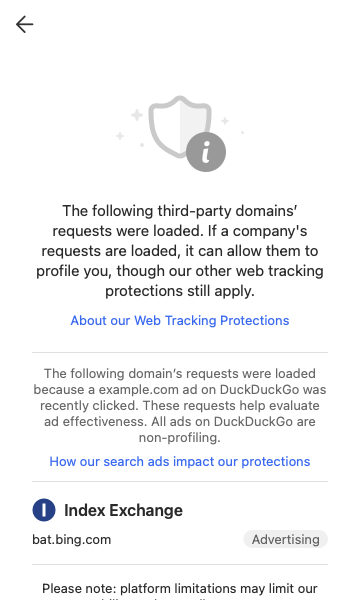 The following third-party domains’
requests were loaded. If a company's
requests are loaded, it can allow them to
profile you, though our other web tracking
protections still apply.
About our Web Tracking Protections
The following domain’s requests were loaded
because a example.com ad on DuckDuckGo was
recently clicked. These requests help evaluate
ad effectiveness. All ads on DuckDuckGo are
non-profiling.
How our search ads impact our protections
Index Exchange
bat.bing.com
Advertising
Please note: platform limitations may limit our